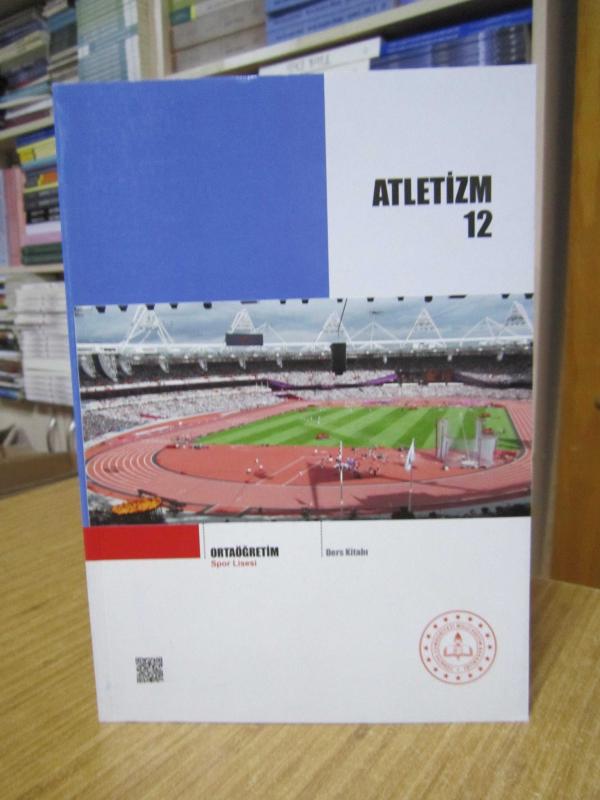 ATLETİZM
12
ORTAÖĞRETİM
Spor Lisesi
Ders Kitabı